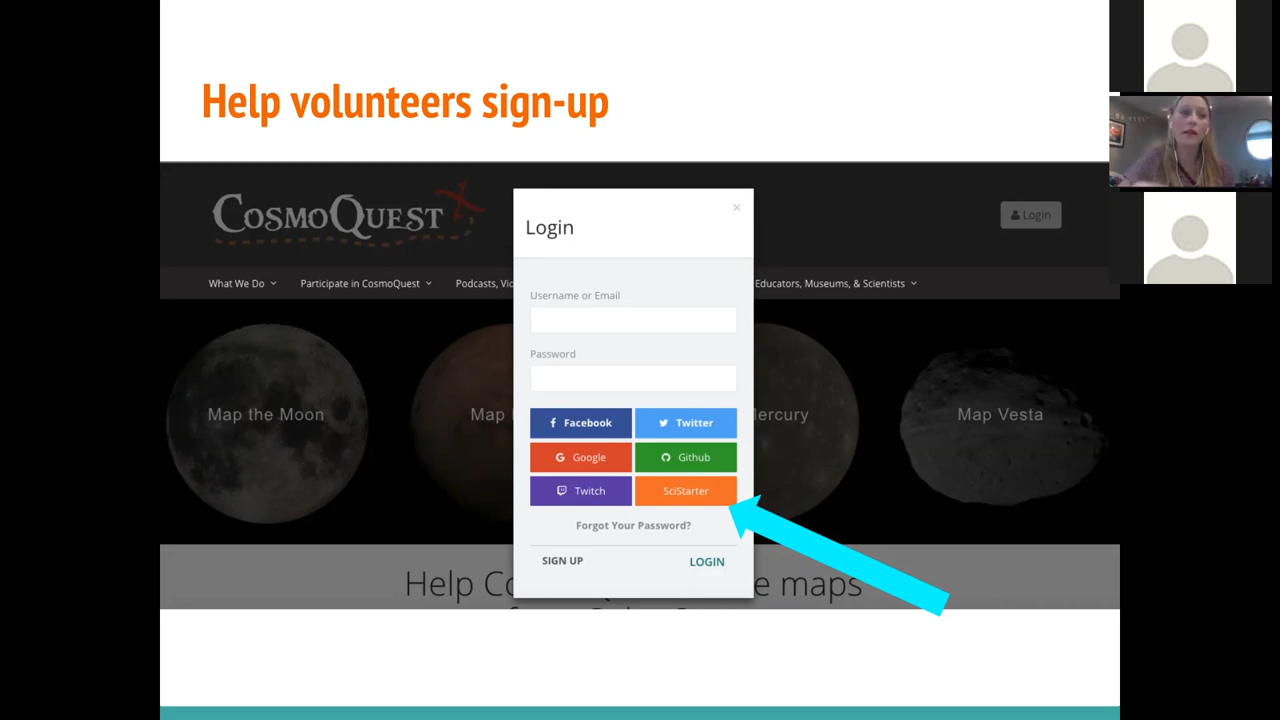 Help volunteers sign-up
COSMOQUEST
Login
Login
×
What We Do
Participate in CosmoQuest
Podcasts, Vid
Educators, Museums, & Scientists
Username or Email
Password
Map the Moon
Map
ercury
Map Vesta
Facebook
Twitter
Google
Github
Twitch
SciStarter
Forgot Your Password?
SIGN UP
LOGIN
Help Co
e maps